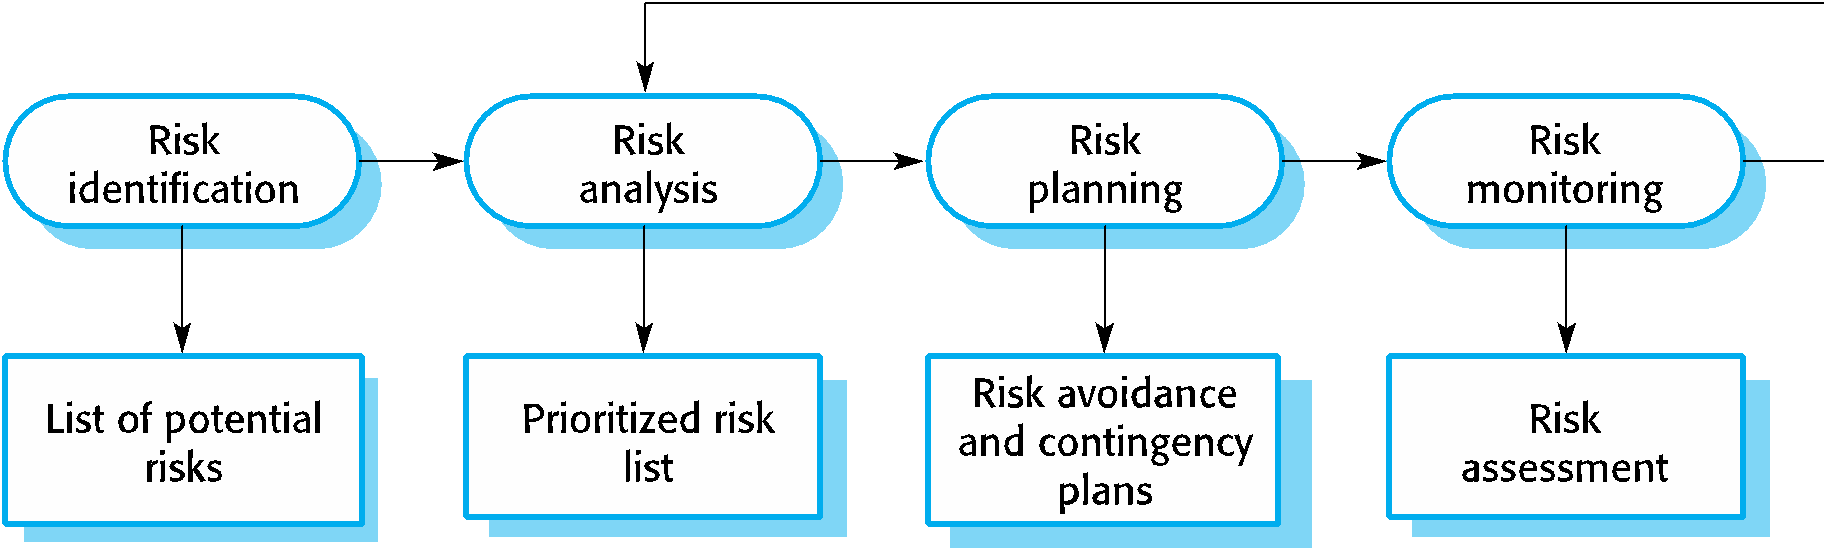 Risk
identification
Risk
analysis
Risk
planning
Risk
monitoring
List of potential
risks
Prioritized risk
list
Risk avoidance
and contingency
plans
Risk
assessment